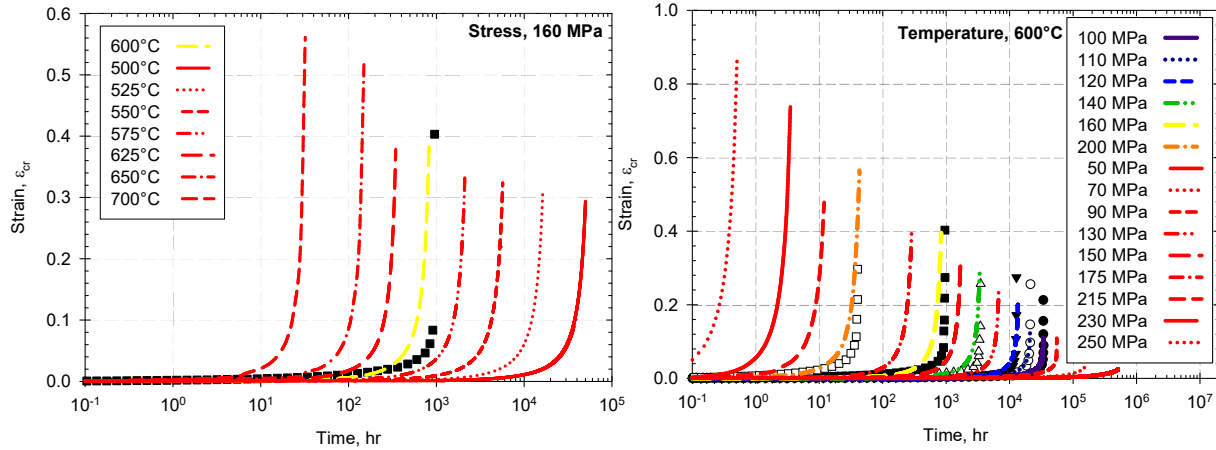 Stress, 160 MPa
600°C
500°C
525°C
550°C
575°C
625°C
650°C
700°C
0.6
0.5
0.4
0.3
0.2
0.1
0.0
Strain, εcr
10-1 100 101 102 103 104 105
Time, hr
Temperature, 600°C
100 MPa
110 MPa
120 MPa
140 MPa
160 MPa
200 MPa
50 MPa
70 MPa
90 MPa
130 MPa
150 MPa
175 MPa
215 MPa
230 MPa
250 MPa
1.0
0.8
0.6
0.4
0.2
0.0
Strain, εcr
10-1 100 101 102 103 104 105 106 107
Time, hr